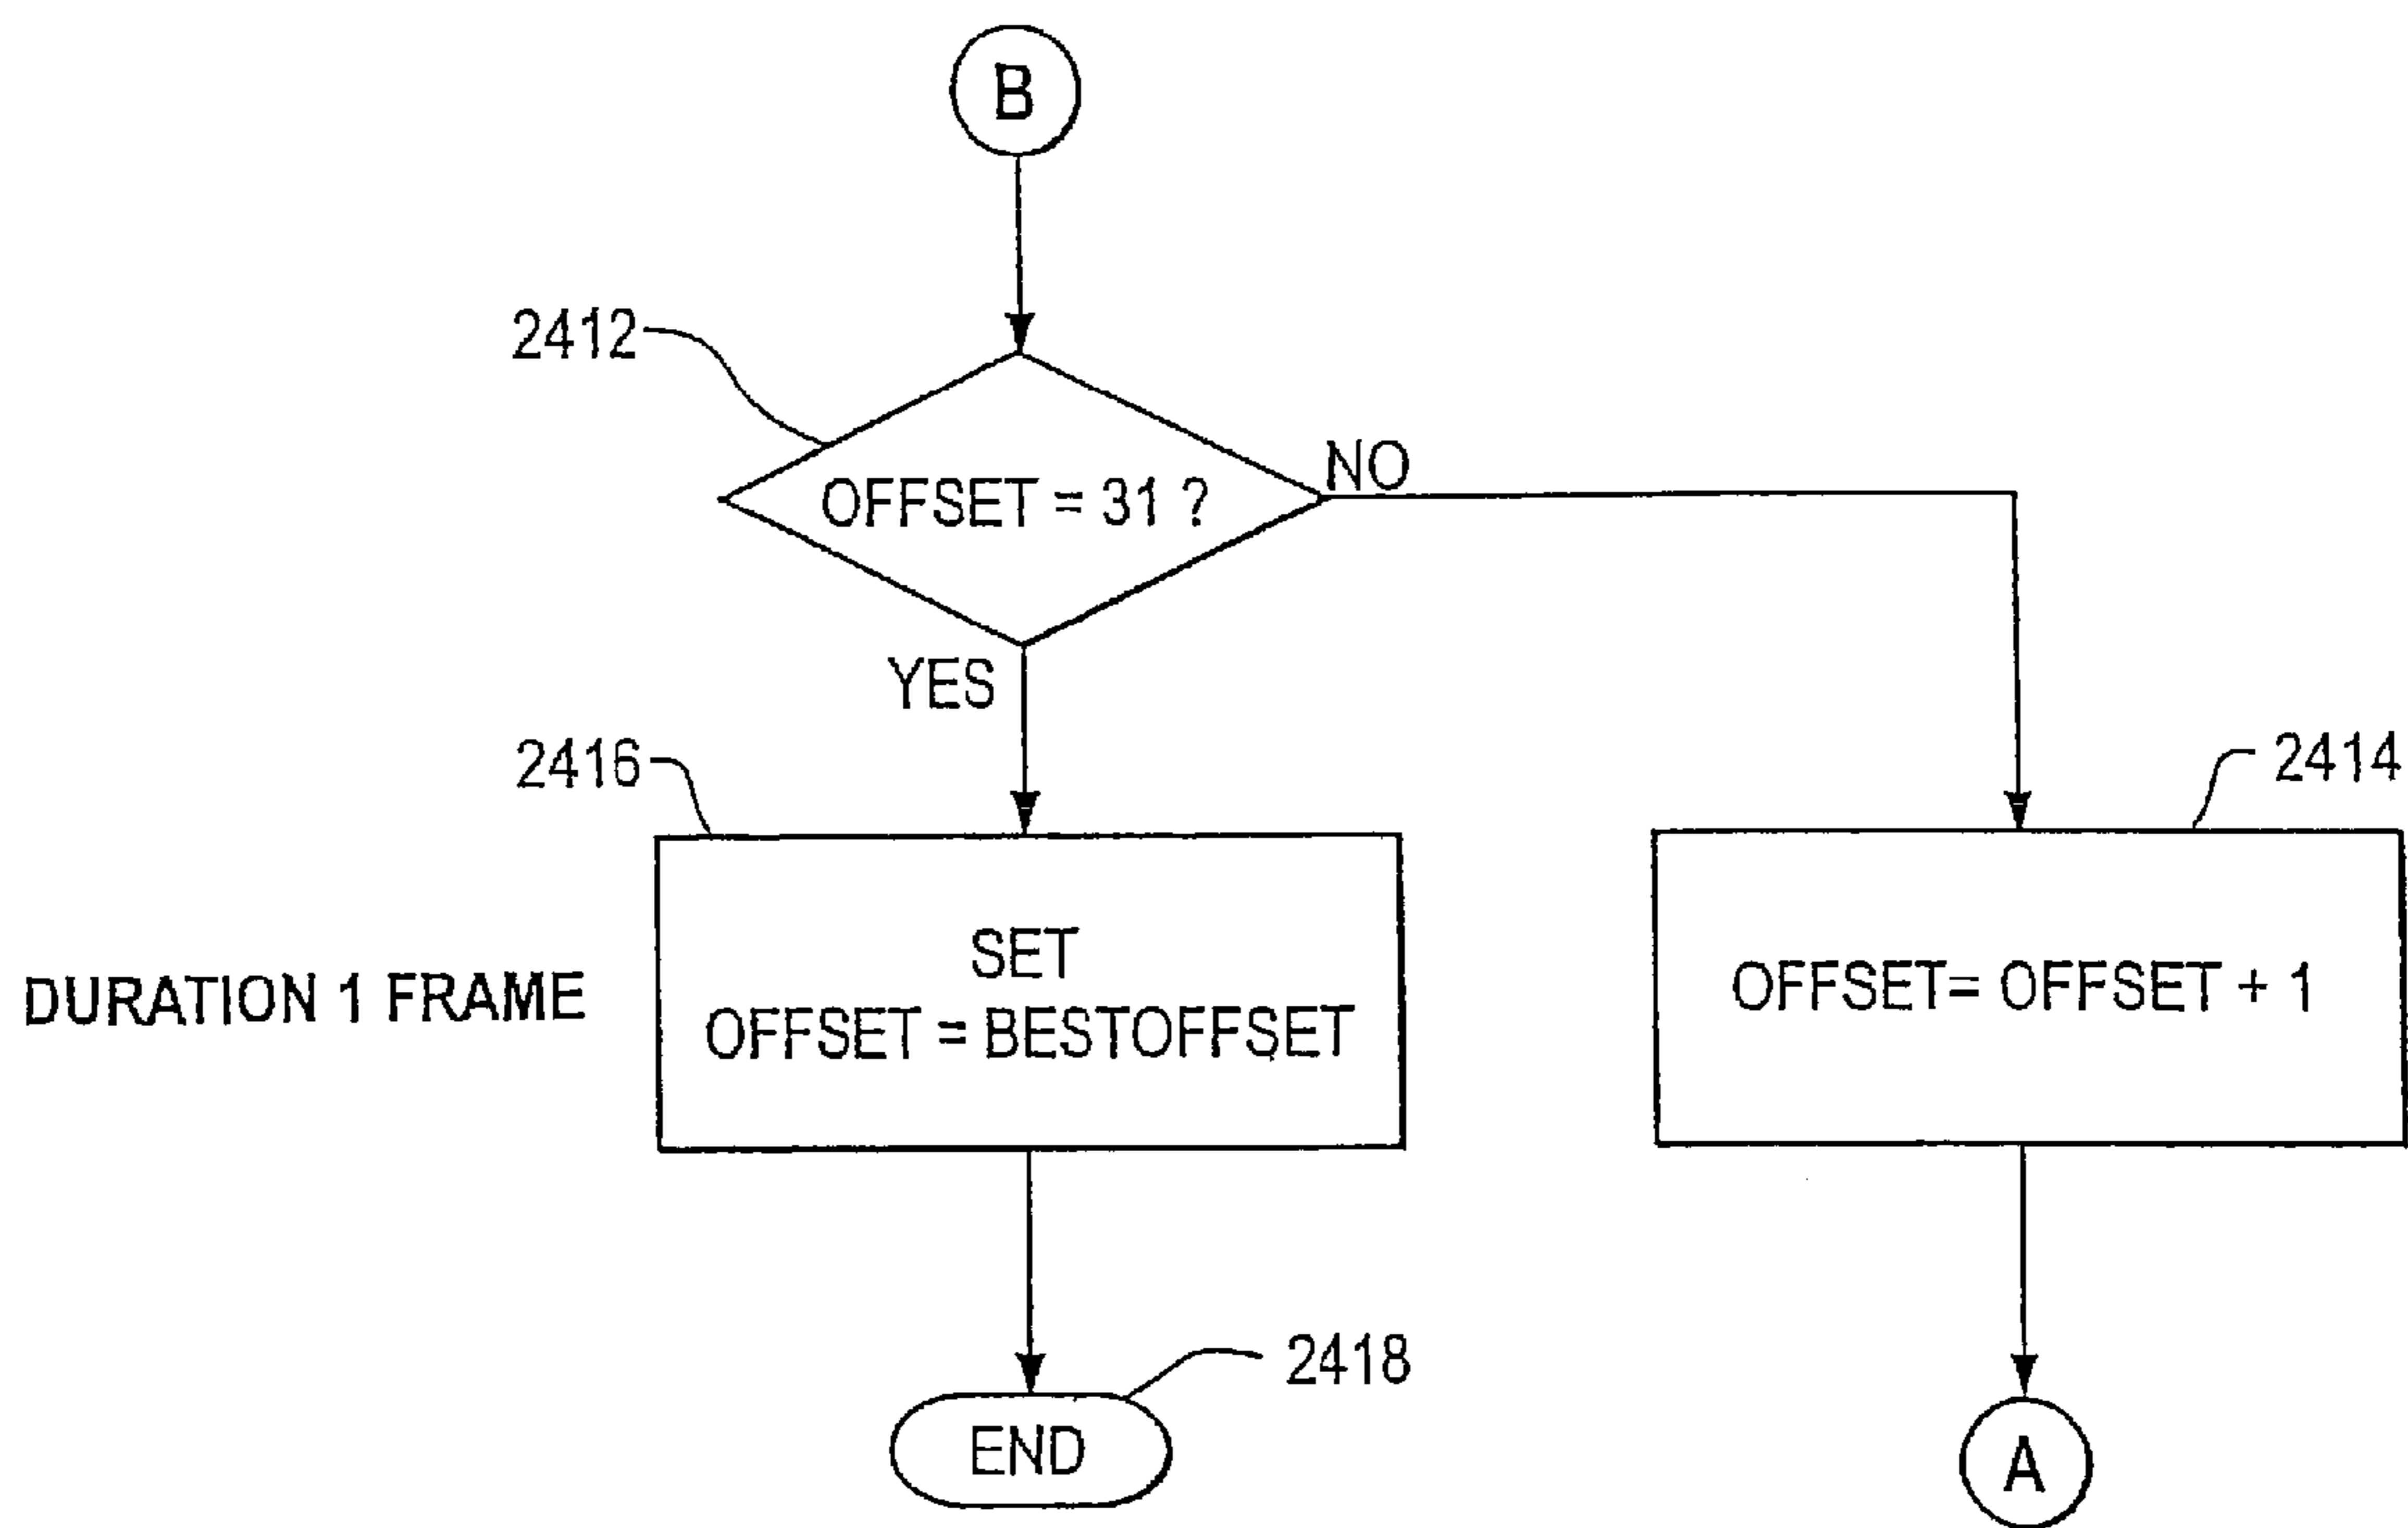 B
2412
OFFSET = 31 ?
NO
YES
2416
2414
DURATION 1 FRAME
SET
OFFSET = BESTOFFSET
OFFSET= OFFSET + 1
2418
END
A